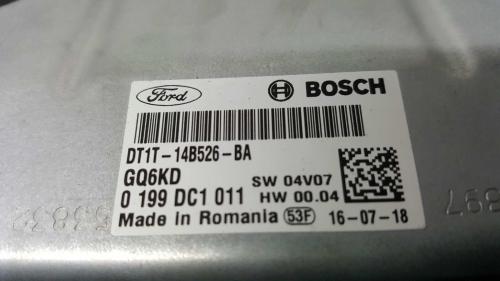 Ford BOSCH
DT1T-14B526-BA
GQ6KD SW 04V07
0 199 DC1 011 HW 00.04
Made in Romania 53F 16-07-18